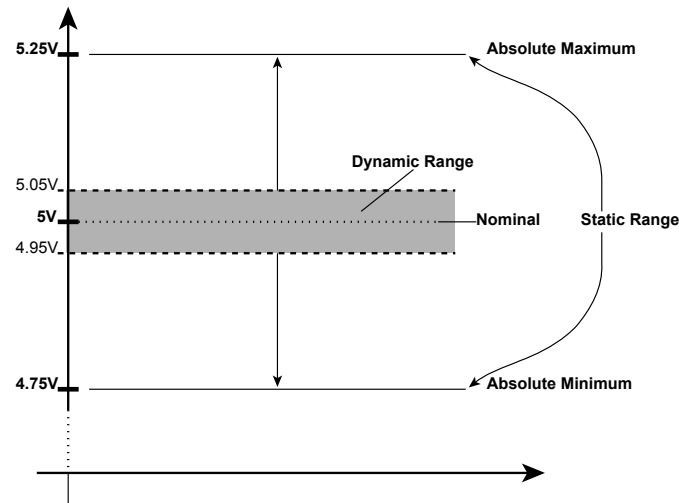 5.25V
Absolute Maximum
Dynamic Range
5.05V
5V
Nominal
Static Range
4.95V
4.75V
Absolute Minimum